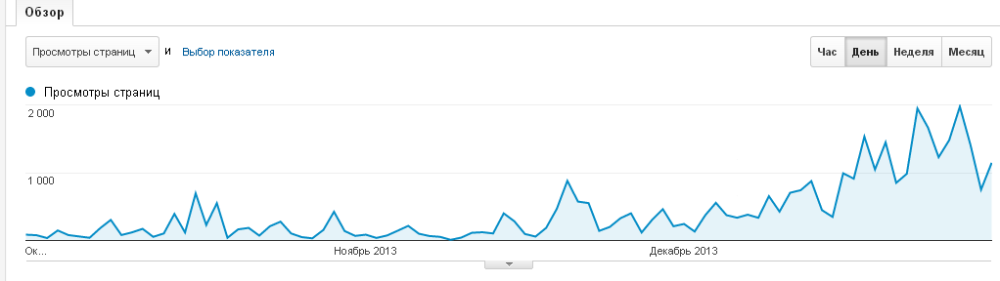 Обзор
Просмотры страниц и Выбор показателя Час День Неделя Месяц
Просмотры страниц
2 000
1 000
Ок... Ноябрь 2013 Декабрь 2013